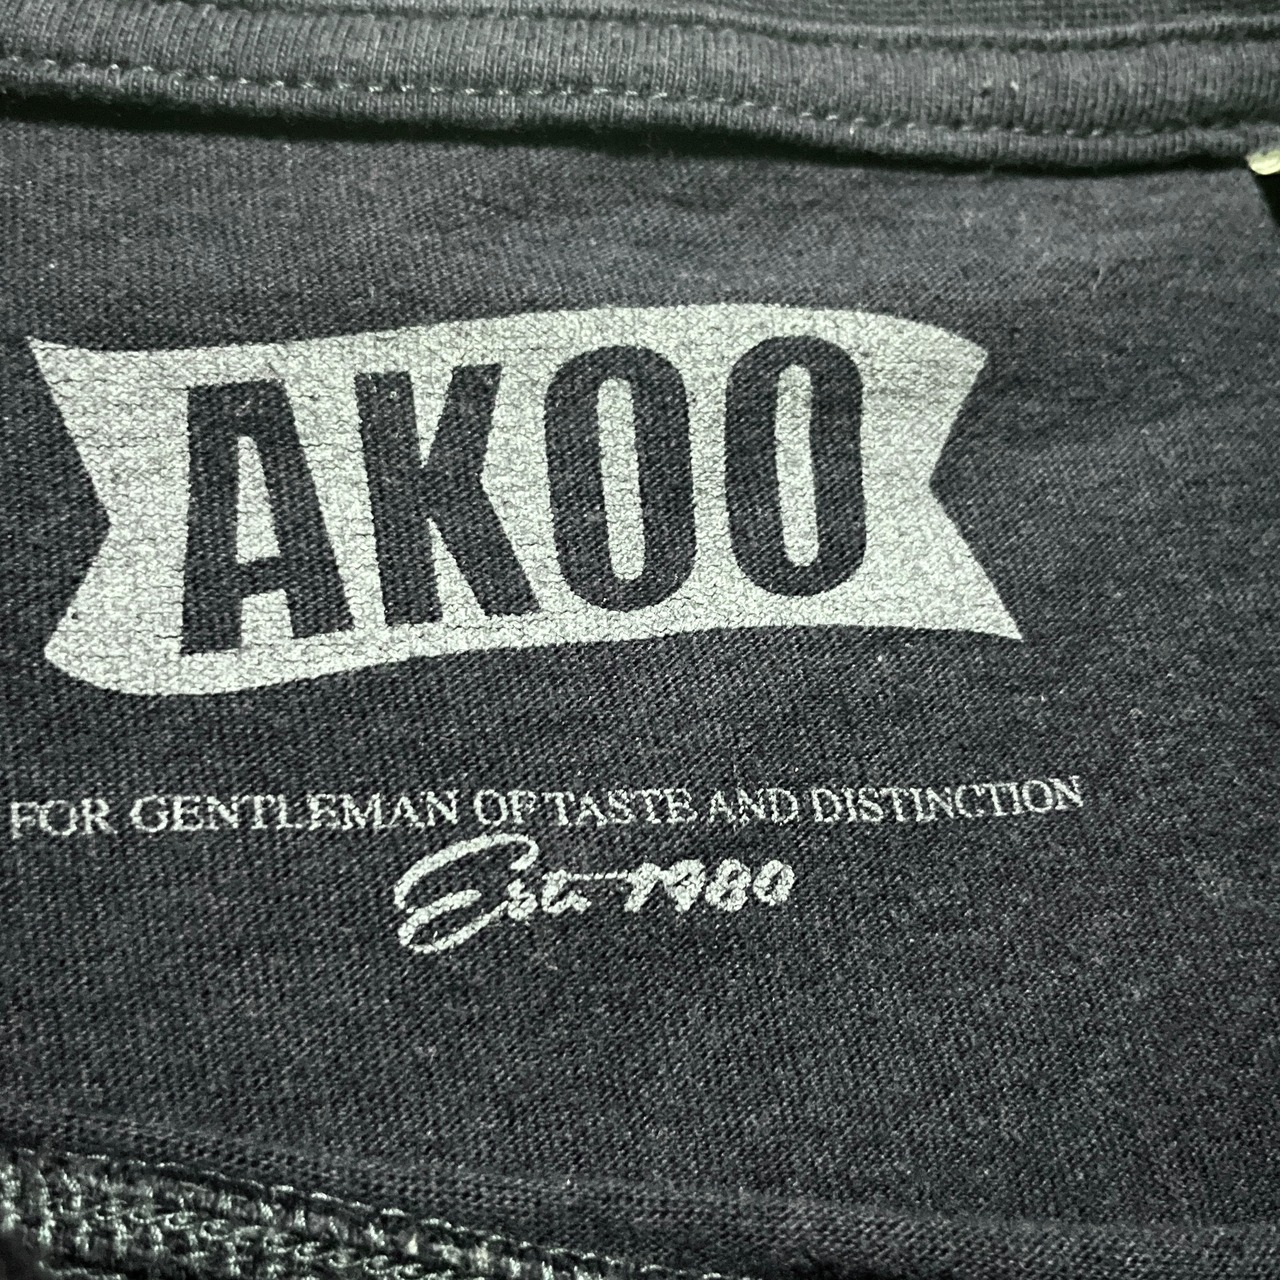 AKOO
FOR GENTLEMAN OF TASTE AND DISTINCTION
Est. 1980